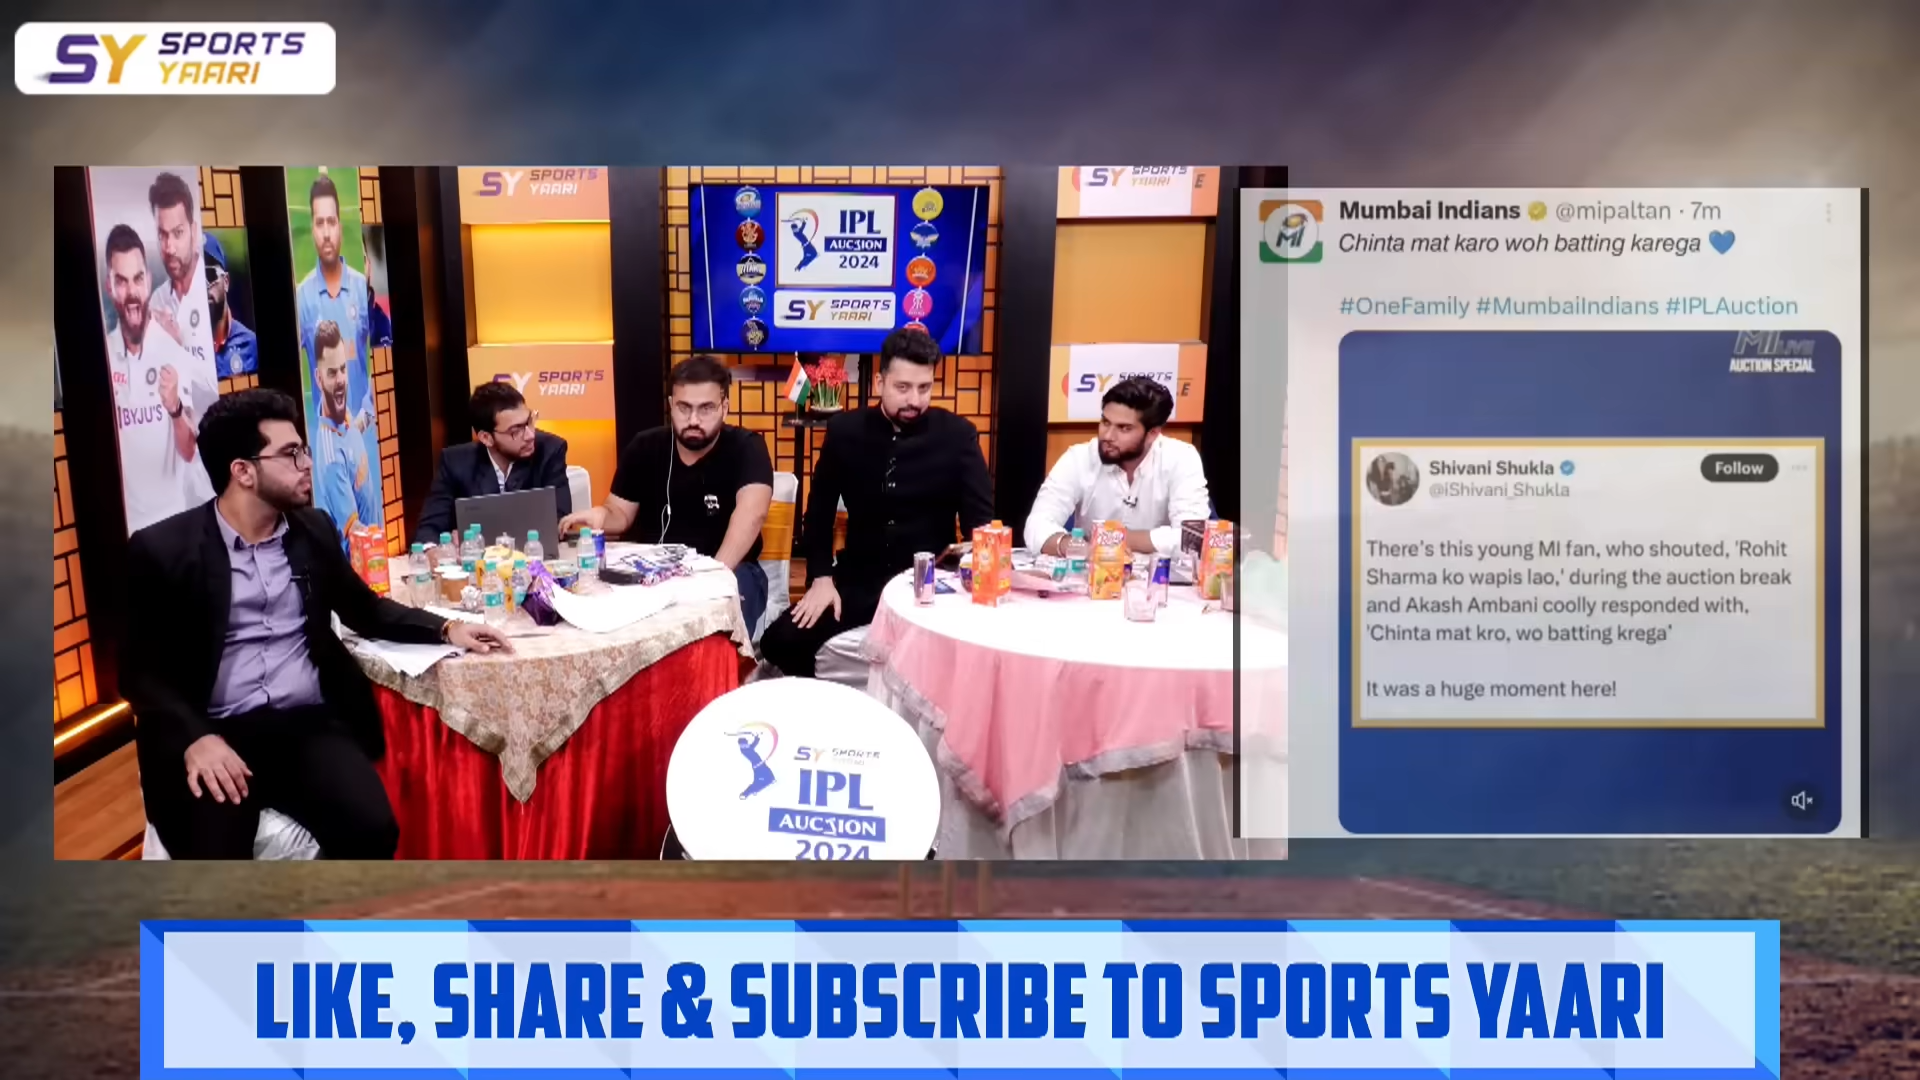 SY SPORTS
YAARI
SY SPORTS
YAARI
SY SPORTS
YAARI
IPL
AUCTION
2024
SY SPORTS
YAARI
SY SPORTS
YAARI
SY SPORTS
YAARI
BYJU'S
SY SPORTS
IPL
AUCTION
2024
Mumbai Indians @mipaltan · 7m
Chinta mat karo woh batting karega 💙
#OneFamily #MumbaiIndians #IPLAuction
MI LIVE
AUCTION SPECIAL
MI
Shivani Shukla
Follow
@iShivani_Shukla
There's this young MI fan, who shouted, 'Rohit
Sharma ko wapis lao,' during the auction break
and Akash Ambani coolly responded with,
'Chinta mat kro, wo batting krega'
It was a huge moment here!
LIKE, SHARE & SUBSCRIBE TO SPORTS YAARI